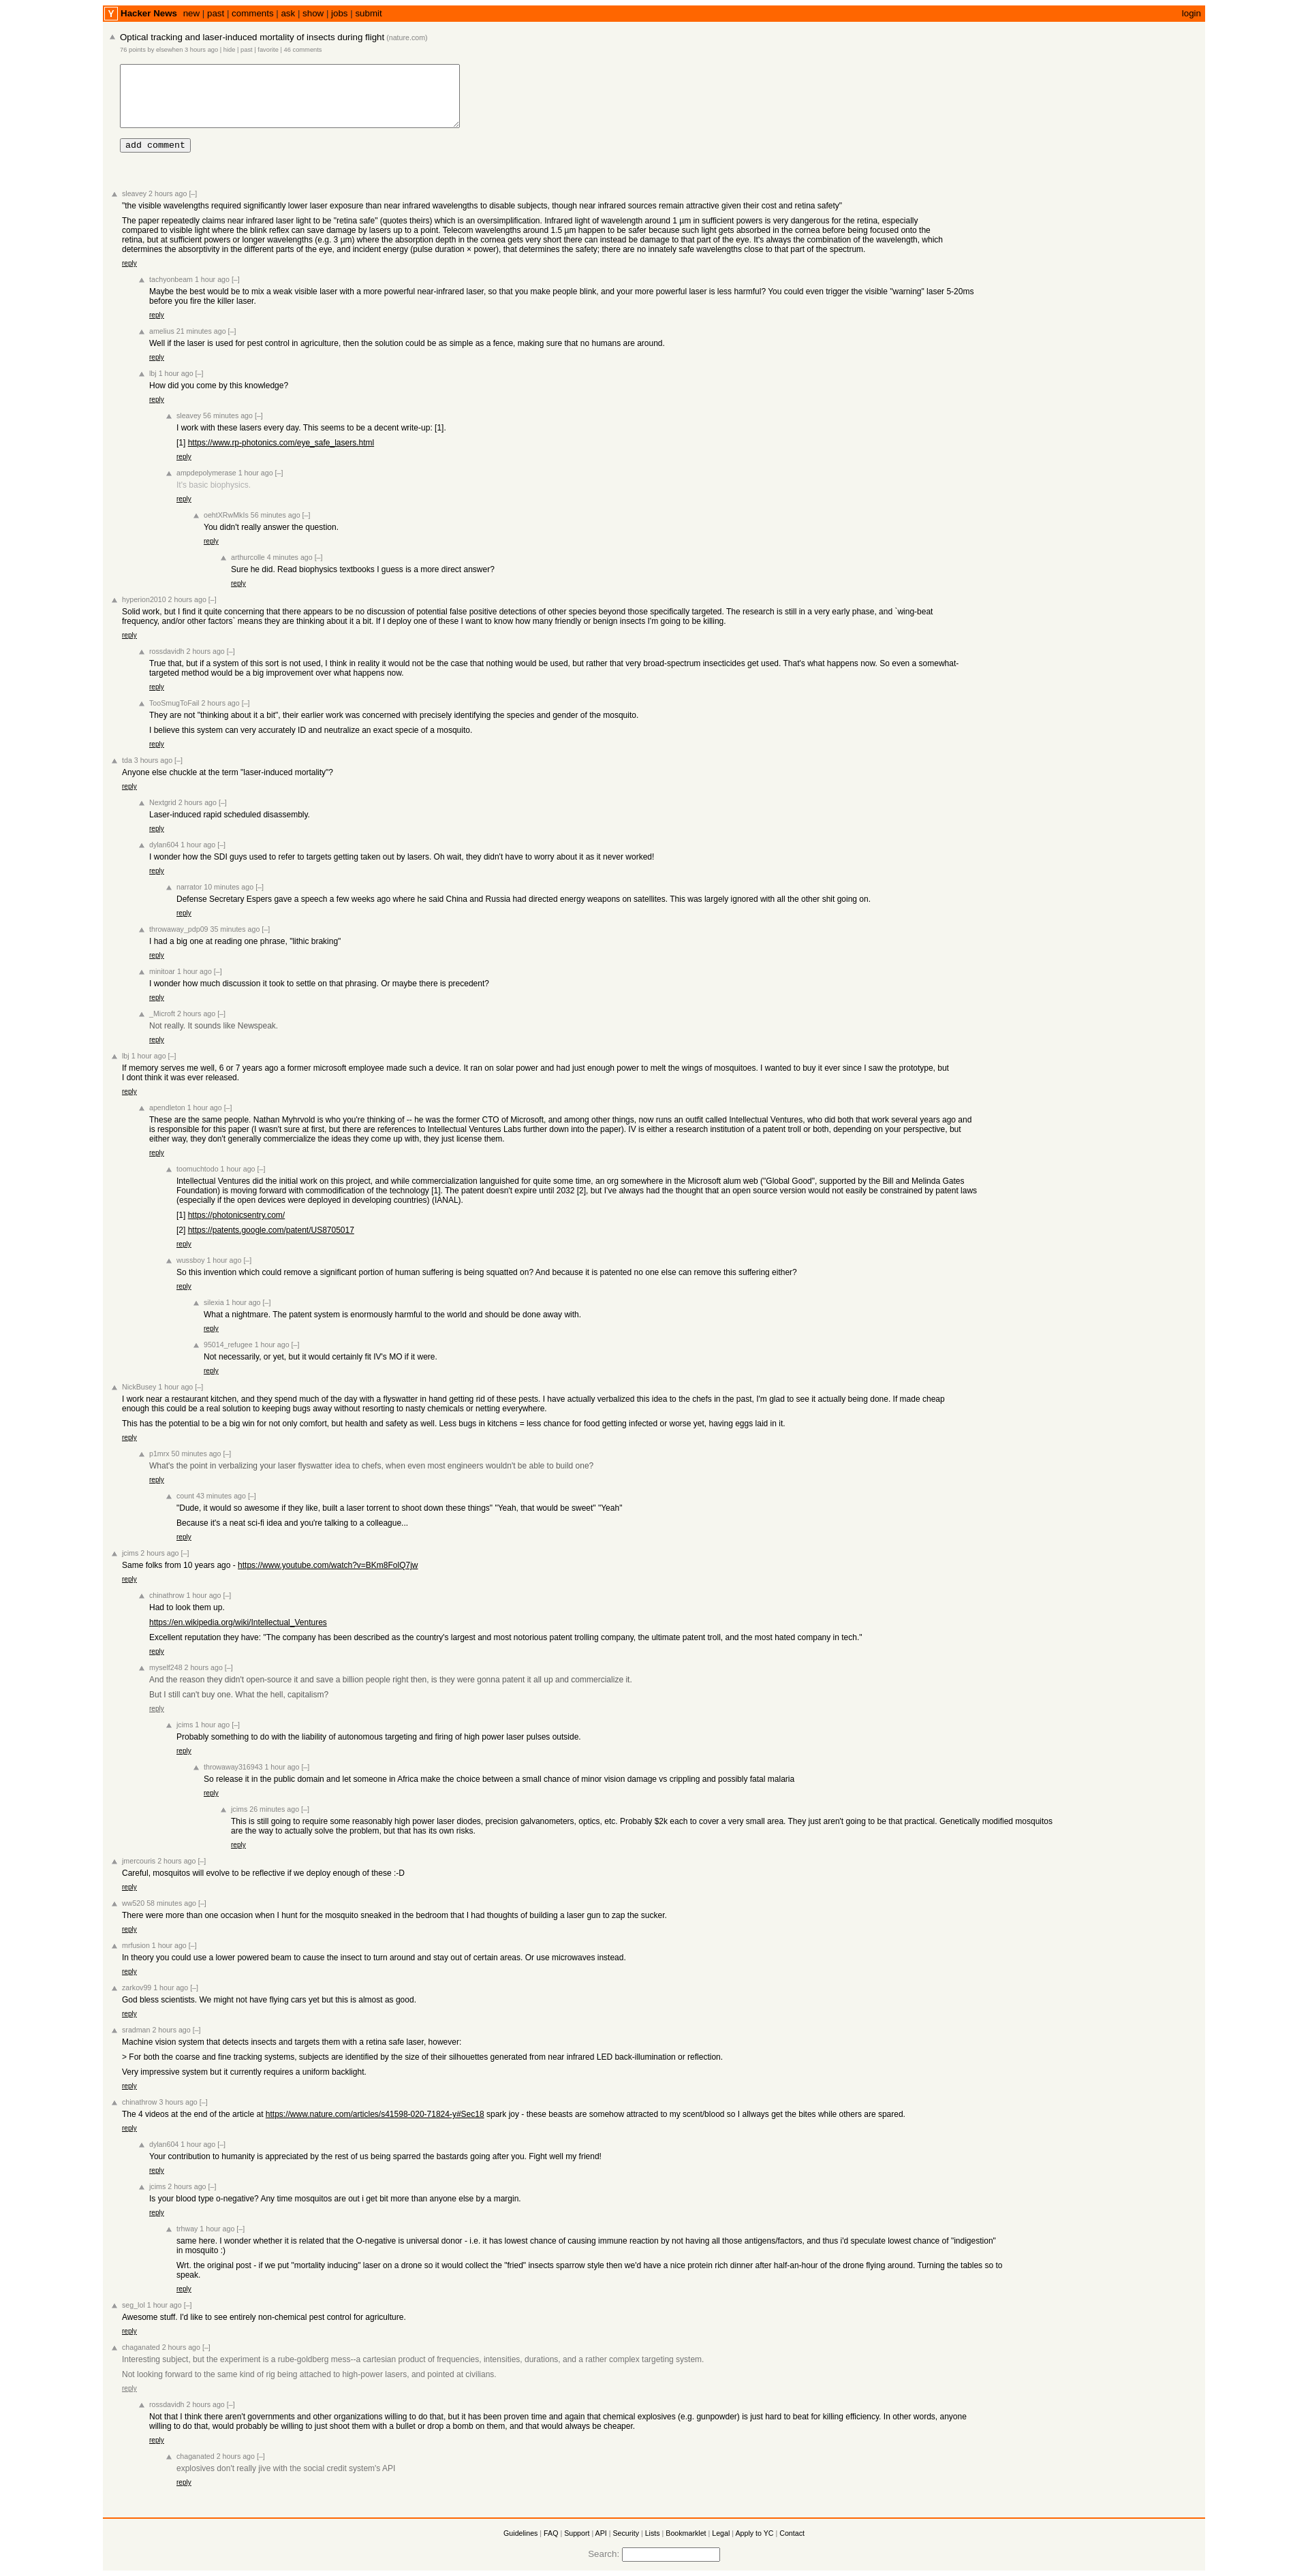 Y Hacker News new | past | comments | ask | show | jobs | submit login
Optical tracking and laser-induced mortality of insects during flight (nature.com)
76 points by elsewhen 3 hours ago | hide | past | favorite | 46 comments
add comment
sleavey 2 hours ago [–]
"the visible wavelengths required significantly lower laser exposure than near infrared wavelengths to disable subjects, though near infrared sources remain attractive given their cost and retina safety"
The paper repeatedly claims near infrared laser light to be "retina safe" (quotes theirs) which is an oversimplification. Infrared light of wavelength around 1 µm in sufficient powers is very dangerous for the retina, especially
compared to visible light where the blink reflex can save damage by lasers up to a point. Telecom wavelengths around 1.5 µm happen to be safer because such light gets absorbed in the cornea before being focused onto the
retina, but at sufficient powers or longer wavelengths (e.g. 3 µm) where the absorption depth in the cornea gets very short there can instead be damage to that part of the eye. It's always the combination of the wavelength, which
determines the absorptivity in the different parts of the eye, and incident energy (pulse duration × power), that determines the safety; there are no innately safe wavelengths close to that part of the spectrum.
reply
tachyonbeam 1 hour ago [–]
Maybe the best would be to mix a weak visible laser with a more powerful near-infrared laser, so that you make people blink, and your more powerful laser is less harmful? You could even trigger the visible "warning" laser 5-20ms
before you fire the killer laser.
reply
amelius 21 minutes ago [–]
Well if the laser is used for pest control in agriculture, then the solution could be as simple as a fence, making sure that no humans are around.
reply
lbj 1 hour ago [–]
How did you come by this knowledge?
reply
sleavey 56 minutes ago [–]
I work with these lasers every day. This seems to be a decent write-up: [1].
[1] https://www.rp-photonics.com/eye_safe_lasers.html
reply
ampdepolymerase 1 hour ago [–]
It's basic biophysics.
reply
oehtXRwMkIs 56 minutes ago [–]
You didn't really answer the question.
reply
arthurcolle 4 minutes ago [–]
Sure he did. Read biophysics textbooks I guess is a more direct answer?
reply
hyperion2010 2 hours ago [–]
Solid work, but I find it quite concerning that there appears to be no discussion of potential false positive detections of other species beyond those specifically targeted. The research is still in a very early phase, and `wing-beat
frequency, and/or other factors` means they are thinking about it a bit. If I deploy one of these I want to know how many friendly or benign insects I'm going to be killing.
reply
rossdavidh 2 hours ago [–]
True that, but if a system of this sort is not used, I think in reality it would not be the case that nothing would be used, but rather that very broad-spectrum insecticides get used. That's what happens now. So even a somewhat-
targeted method would be a big improvement over what happens now.
reply
TooSmugToFail 2 hours ago [–]
They are not "thinking about it a bit", their earlier work was concerned with precisely identifying the species and gender of the mosquito.
I believe this system can very accurately ID and neutralize an exact specie of a mosquito.
reply
tda 3 hours ago [–]
Anyone else chuckle at the term "laser-induced mortality"?
reply
Nextgrid 2 hours ago [–]
Laser-induced rapid scheduled disassembly.
reply
dylan604 1 hour ago [–]
I wonder how the SDI guys used to refer to targets getting taken out by lasers. Oh wait, they didn't have to worry about it as it never worked!
reply
narrator 10 minutes ago [–]
Defense Secretary Espers gave a speech a few weeks ago where he said China and Russia had directed energy weapons on satellites. This was largely ignored with all the other shit going on.
reply
throwaway_pdp09 35 minutes ago [–]
I had a big one at reading one phrase, "lithic braking"
reply
minitoar 1 hour ago [–]
I wonder how much discussion it took to settle on that phrasing. Or maybe there is precedent?
reply
_Microft 2 hours ago [–]
Not really. It sounds like Newspeak.
reply
lbj 1 hour ago [–]
If memory serves me well, 6 or 7 years ago a former microsoft employee made such a device. It ran on solar power and had just enough power to melt the wings of mosquitoes. I wanted to buy it ever since I saw the prototype, but
I dont think it was ever released.
reply
apendleton 1 hour ago [–]
These are the same people. Nathan Myhrvold is who you're thinking of -- he was the former CTO of Microsoft, and among other things, now runs an outfit called Intellectual Ventures, who did both that work several years ago and
is responsible for this paper (I wasn't sure at first, but there are references to Intellectual Ventures Labs further down into the paper). IV is either a research institution of a patent troll or both, depending on your perspective, but
either way, they don't generally commercialize the ideas they come up with, they just license them.
reply
toomuchtodo 1 hour ago [–]
Intellectual Ventures did the initial work on this project, and while commercialization languished for quite some time, an org somewhere in the Microsoft alum web ("Global Good", supported by the Bill and Melinda Gates
Foundation) is moving forward with commodification of the technology [1]. The patent doesn't expire until 2032 [2], but I've always had the thought that an open source version would not easily be constrained by patent laws
(especially if the open devices were deployed in developing countries) (IANAL).
[1] https://photonicsentry.com/
[2] https://patents.google.com/patent/US8705017
reply
wussboy 1 hour ago [–]
So this invention which could remove a significant portion of human suffering is being squatted on? And because it is patented no one else can remove this suffering either?
reply
silexia 1 hour ago [–]
What a nightmare. The patent system is enormously harmful to the world and should be done away with.
reply
95014_refugee 1 hour ago [–]
Not necessarily, or yet, but it would certainly fit IV's MO if it were.
reply
NickBusey 1 hour ago [–]
I work near a restaurant kitchen, and they spend much of the day with a flyswatter in hand getting rid of these pests. I have actually verbalized this idea to the chefs in the past, I'm glad to see it actually being done. If made cheap
enough this could be a real solution to keeping bugs away without resorting to nasty chemicals or netting everywhere.
This has the potential to be a big win for not only comfort, but health and safety as well. Less bugs in kitchens = less chance for food getting infected or worse yet, having eggs laid in it.
reply
p1mrx 50 minutes ago [–]
What's the point in verbalizing your laser flyswatter idea to chefs, when even most engineers wouldn't be able to build one?
reply
count 43 minutes ago [–]
"Dude, it would so awesome if they like, built a laser torrent to shoot down these things" "Yeah, that would be sweet" "Yeah"
Because it's a neat sci-fi idea and you're talking to a colleague...
reply
jcims 2 hours ago [–]
Same folks from 10 years ago - https://www.youtube.com/watch?v=BKm8FolQ7jw
reply
chinathrow 1 hour ago [–]
Had to look them up.
https://en.wikipedia.org/wiki/Intellectual_Ventures
Excellent reputation they have: "The company has been described as the country's largest and most notorious patent trolling company, the ultimate patent troll, and the most hated company in tech."
reply
myself248 2 hours ago [–]
And the reason they didn't open-source it and save a billion people right then, is they were gonna patent it all up and commercialize it.
But I still can't buy one. What the hell, capitalism?
reply
jcims 1 hour ago [–]
Probably something to do with the liability of autonomous targeting and firing of high power laser pulses outside.
reply
throwaway316943 1 hour ago [–]
So release it in the public domain and let someone in Africa make the choice between a small chance of minor vision damage vs crippling and possibly fatal malaria
reply
jcims 26 minutes ago [–]
This is still going to require some reasonably high power laser diodes, precision galvanometers, optics, etc. Probably $2k each to cover a very small area. They just aren't going to be that practical. Genetically modified mosquitos
are the way to actually solve the problem, but that has its own risks.
reply
jmercouris 2 hours ago [–]
Careful, mosquitos will evolve to be reflective if we deploy enough of these :-D
reply
ww520 58 minutes ago [–]
There were more than one occasion when I hunt for the mosquito sneaked in the bedroom that I had thoughts of building a laser gun to zap the sucker.
reply
mrfusion 1 hour ago [–]
In theory you could use a lower powered beam to cause the insect to turn around and stay out of certain areas. Or use microwaves instead.
reply
zarkov99 1 hour ago [–]
God bless scientists. We might not have flying cars yet but this is almost as good.
reply
sradman 2 hours ago [–]
Machine vision system that detects insects and targets them with a retina safe laser, however:
> For both the coarse and fine tracking systems, subjects are identified by the size of their silhouettes generated from near infrared LED back-illumination or reflection.
Very impressive system but it currently requires a uniform backlight.
reply
chinathrow 3 hours ago [–]
The 4 videos at the end of the article at https://www.nature.com/articles/s41598-020-71824-y#Sec18 spark joy - these beasts are somehow attracted to my scent/blood so I allways get the bites while others are spared.
reply
dylan604 1 hour ago [–]
Your contribution to humanity is appreciated by the rest of us being sparred the bastards going after you. Fight well my friend!
reply
jcims 2 hours ago [–]
Is your blood type o-negative? Any time mosquitos are out i get bit more than anyone else by a margin.
reply
trhway 1 hour ago [–]
same here. I wonder whether it is related that the O-negative is universal donor - i.e. it has lowest chance of causing immune reaction by not having all those antigens/factors, and thus i'd speculate lowest chance of "indigestion"
in mosquito :)
Wrt. the original post - if we put "mortality inducing" laser on a drone so it would collect the "fried" insects sparrow style then we'd have a nice protein rich dinner after half-an-hour of the drone flying around. Turning the tables so to
speak.
reply
seg_lol 1 hour ago [–]
Awesome stuff. I'd like to see entirely non-chemical pest control for agriculture.
reply
chaganated 2 hours ago [–]
Interesting subject, but the experiment is a rube-goldberg mess--a cartesian product of frequencies, intensities, durations, and a rather complex targeting system.
Not looking forward to the same kind of rig being attached to high-power lasers, and pointed at civilians.
reply
rossdavidh 2 hours ago [–]
Not that I think there aren't governments and other organizations willing to do that, but it has been proven time and again that chemical explosives (e.g. gunpowder) is just hard to beat for killing efficiency. In other words, anyone
willing to do that, would probably be willing to just shoot them with a bullet or drop a bomb on them, and that would always be cheaper.
reply
chaganated 2 hours ago [–]
explosives don't really jive with the social credit system's API
reply
Guidelines | FAQ | Support | API | Security | Lists | Bookmarklet | Legal | Apply to YC | Contact
Search: